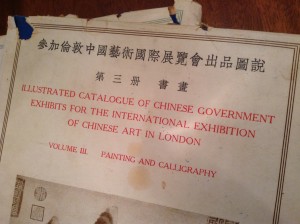 參加倫敦中國藝術國際展覽會出品圖說
第三册 書畫
ILLUSTRATED CATALOGUE OF CHINESE GOVERNMENT
EXHIBITS FOR THE INTERNATIONAL EXHIBITION
OF CHINESE ART IN LONDON
VOLUME III. PAINTING AND CALLIGRAPHY